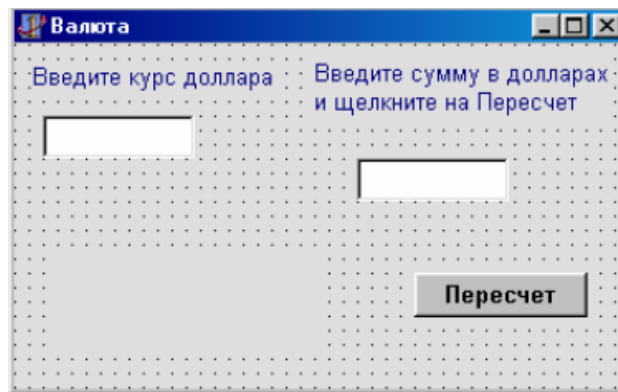 Валюта
Введите курс доллара
Введите сумму в долларах
и щелкните на Пересчет
Пересчет